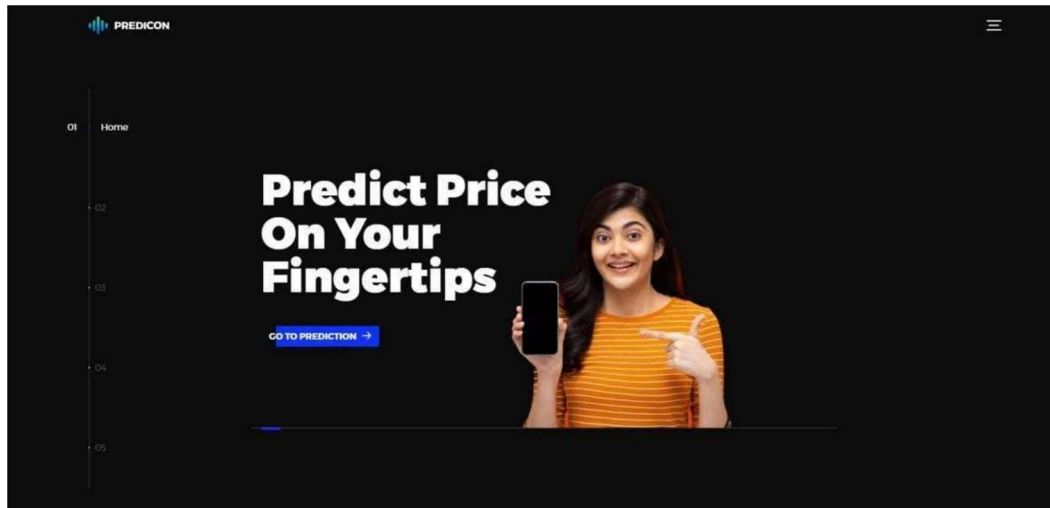 PREDICON
01 Home
02
03
04
05
Predict Price
On Your
Fingertips
GO TO PREDICTION →